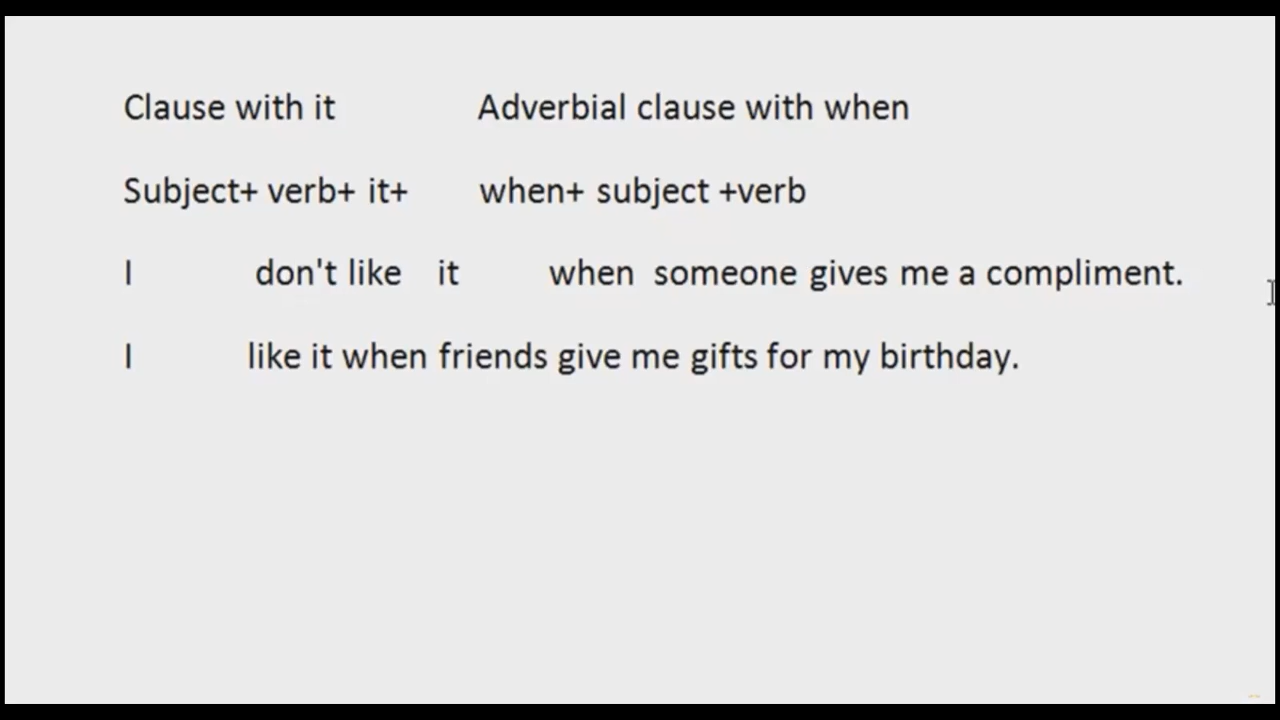 Clause with it Adverbial clause with when
Subject+ verb+ it+ when+ subject +verb
I don't like it when someone gives me a compliment.
I like it when friends give me gifts for my birthday.